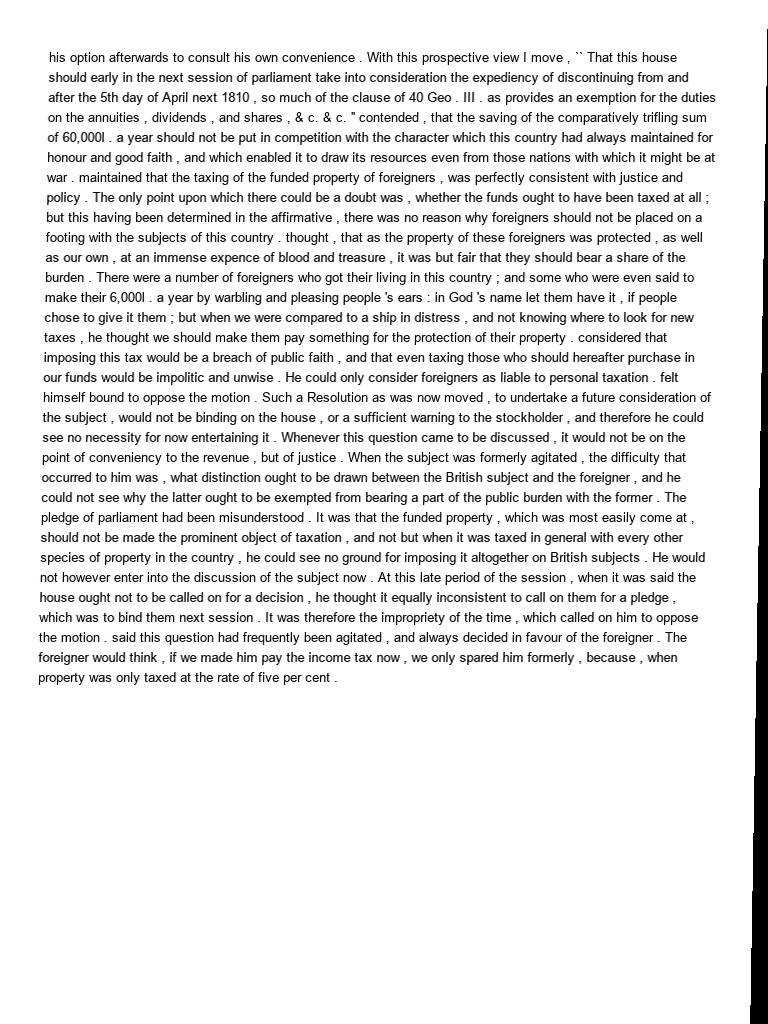 his option afterwards to consult his own convenience . With this prospective view I move , `` That this house
should early in the next session of parliament take into consideration the expediency of discontinuing from and
after the 5th day of April next 1810 , so much of the clause of 40 Geo . III . as provides an exemption for the duties
on the annuities , dividends , and shares , & c. & c. " contended , that the saving of the comparatively trifling sum
of 60,000l . a year should not be put in competition with the character which this country had always maintained for
honour and good faith , and which enabled it to draw its resources even from those nations with which it might be at
war . maintained that the taxing of the funded property of foreigners , was perfectly consistent with justice and
policy . The only point upon which there could be a doubt was , whether the funds ought to have been taxed at all ;
but this having been determined in the affirmative , there was no reason why foreigners should not be placed on a
footing with the subjects of this country . thought , that as the property of these foreigners was protected , as well
as our own , at an immense expence of blood and treasure , it was but fair that they should bear a share of the
burden . There were a number of foreigners who got their living in this country ; and some who were even said to
make their 6,000l . a year by warbling and pleasing people 's ears : in God 's name let them have it , if people
chose to give it them ; but when we were compared to a ship in distress , and not knowing where to look for new
taxes , he thought we should make them pay something for the protection of their property . considered that
imposing this tax would be a breach of public faith , and that even taxing those who should hereafter purchase in
our funds would be impolitic and unwise . He could only consider foreigners as liable to personal taxation . felt
himself bound to oppose the motion . Such a Resolution as was now moved , to undertake a future consideration of
the subject , would not be binding on the house , or a sufficient warning to the stockholder , and therefore he could
see no necessity for now entertaining it . Whenever this question came to be discussed , it would not be on the
point of conveniency to the revenue , but of justice . When the subject was formerly agitated , the difficulty that
occurred to him was , what distinction ought to be drawn between the British subject and the foreigner , and he
could not see why the latter ought to be exempted from bearing a part of the public burden with the former . The
pledge of parliament had been misunderstood . It was that the funded property , which was most easily come at ,
should not be made the prominent object of taxation , and not but when it was taxed in general with every other
species of property in the country , he could see no ground for imposing it altogether on British subjects . He would
not however enter into the discussion of the subject now . At this late period of the session , when it was said the
house ought not to be called on for a decision , he thought it equally inconsistent to call on them for a pledge ,
which was to bind them next session . It was therefore the impropriety of the time , which called on him to oppose
the motion . said this question had frequently been agitated , and always decided in favour of the foreigner . The
foreigner would think , if we made him pay the income tax now , we only spared him formerly , because , when
property was only taxed at the rate of five per cent .